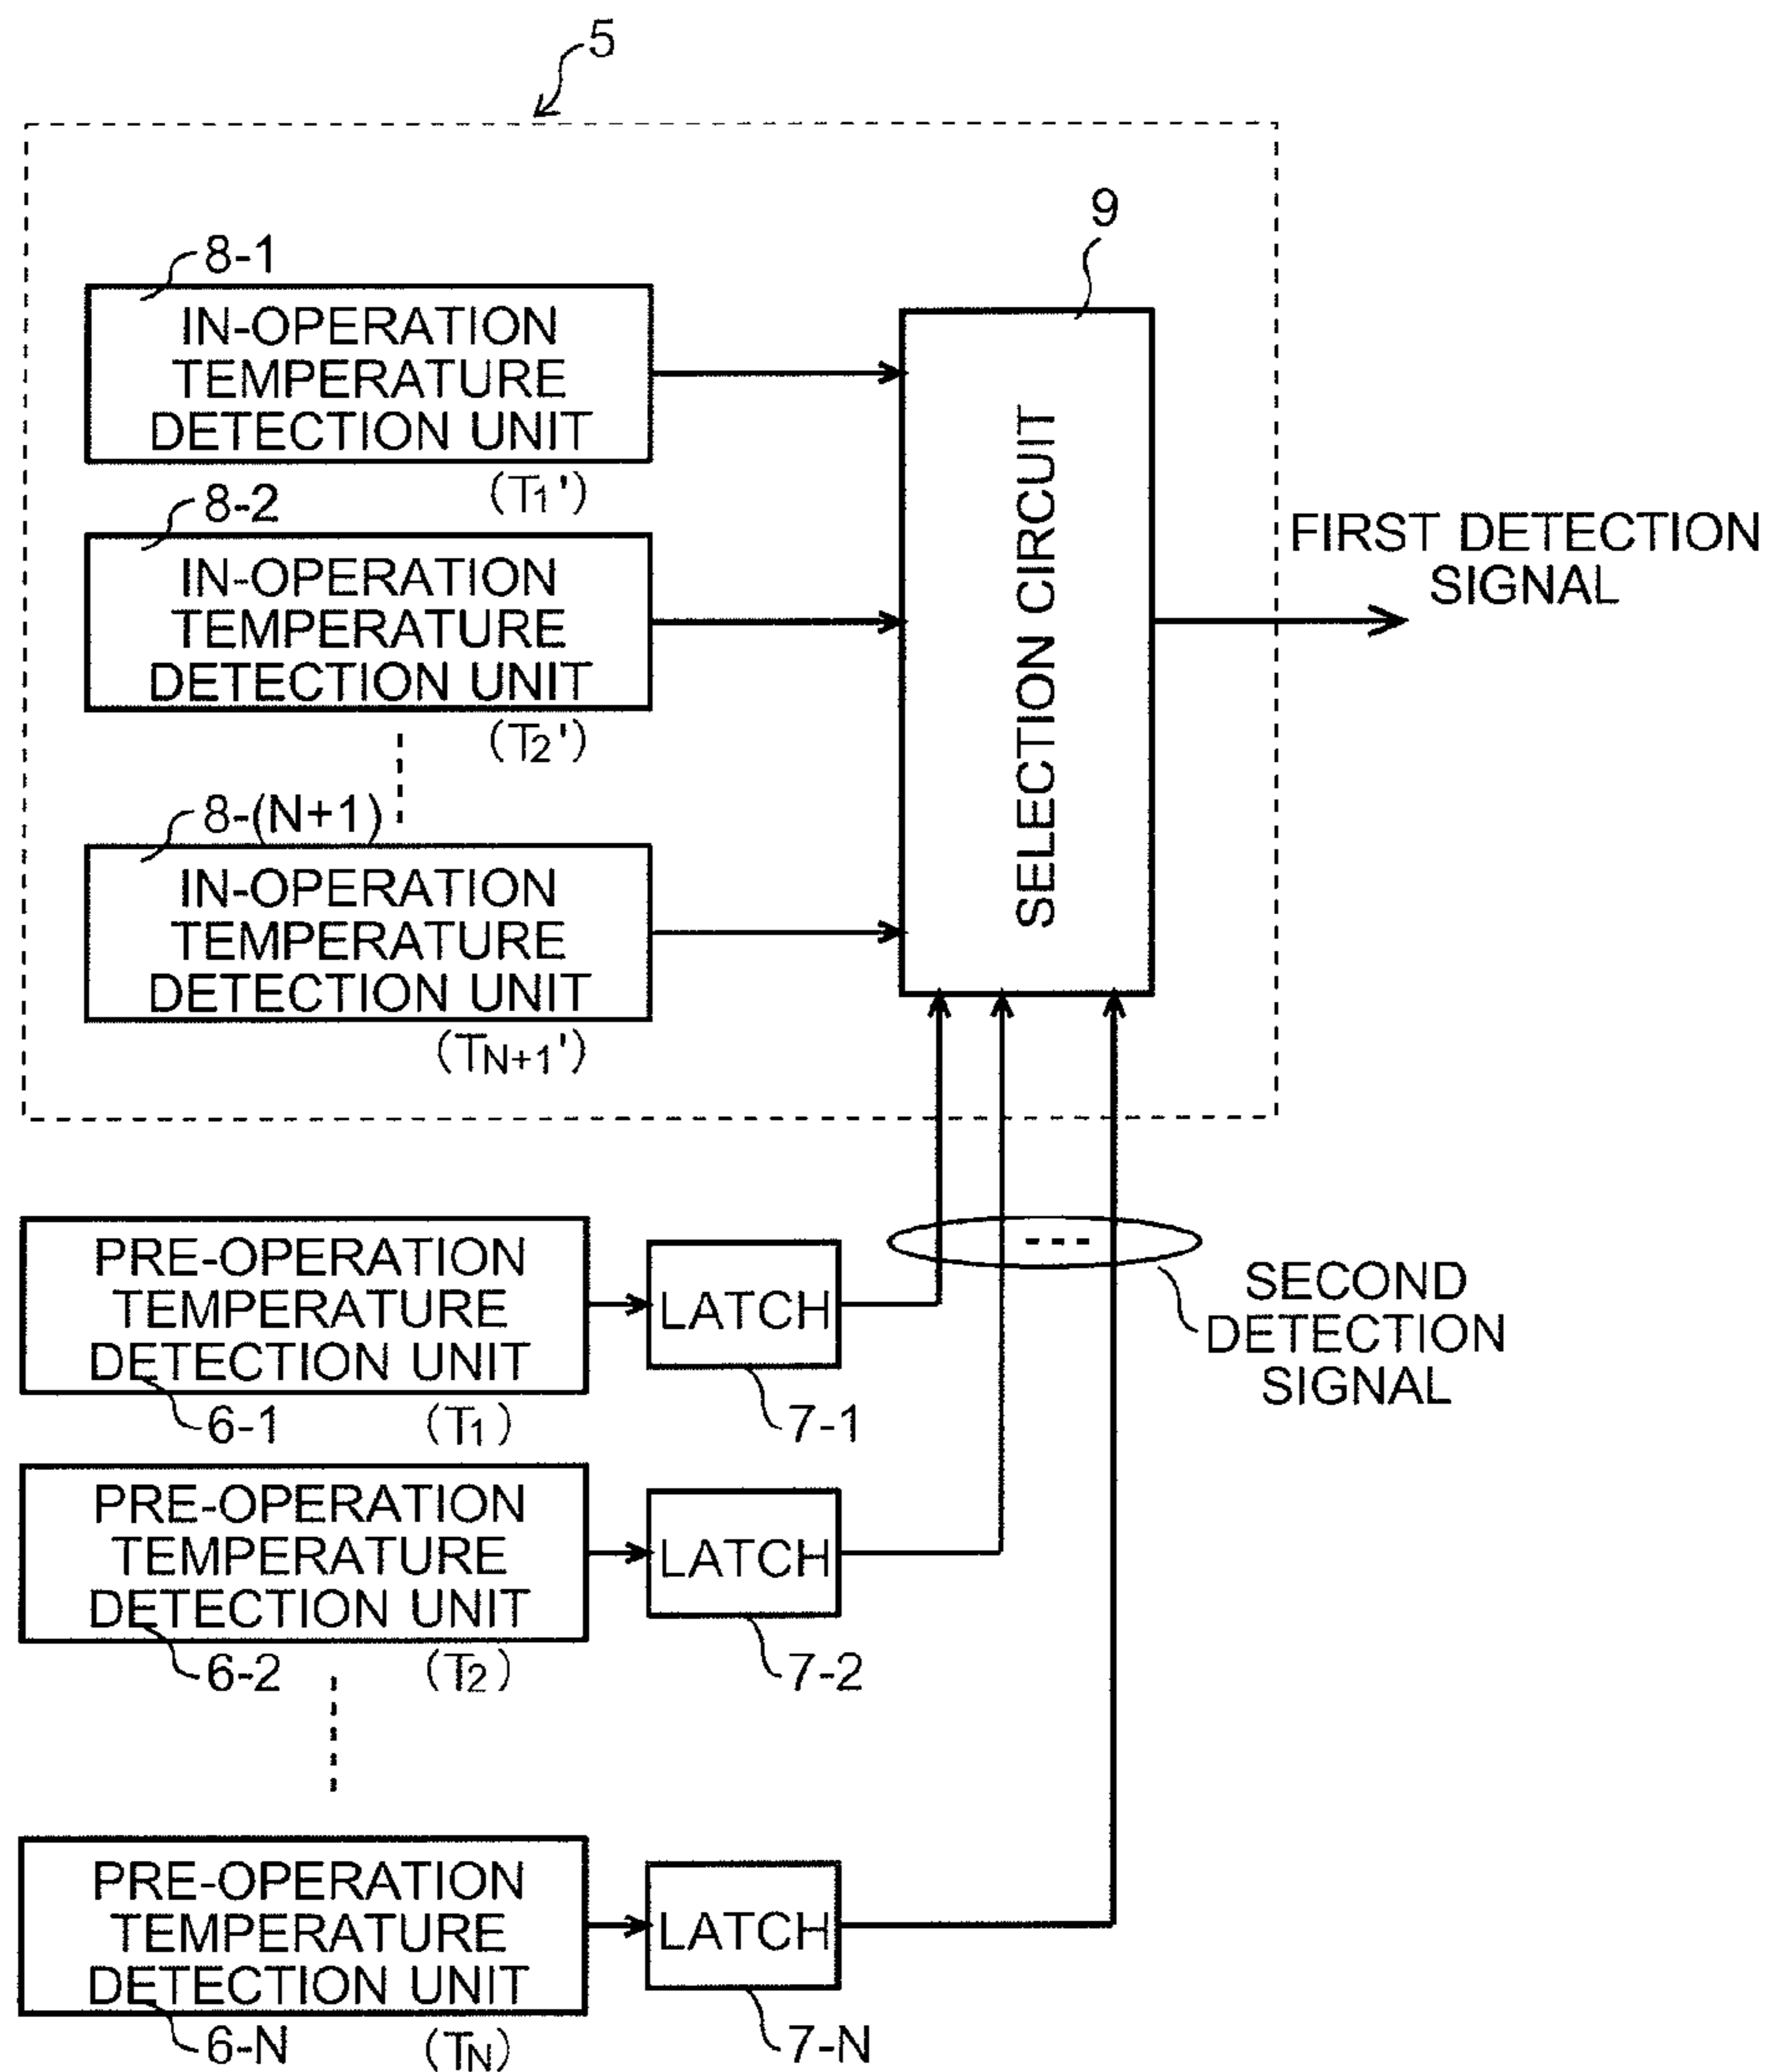 5
9
8-1
IN-OPERATION
TEMPERATURE
DETECTION UNIT
(T1')
8-2
IN-OPERATION
TEMPERATURE
DETECTION UNIT
(T2')
8-(N+1)
IN-OPERATION
TEMPERATURE
DETECTION UNIT
(TN+1')
SELECTION CIRCUIT
FIRST DETECTION
SIGNAL
PRE-OPERATION
TEMPERATURE
DETECTION UNIT
6-1
(T1)
LATCH
7-1
SECOND
DETECTION
SIGNAL
PRE-OPERATION
TEMPERATURE
DETECTION UNIT
6-2
(T2)
LATCH
7-2
PRE-OPERATION
TEMPERATURE
DETECTION UNIT
6-N
(TN)
LATCH
7-N